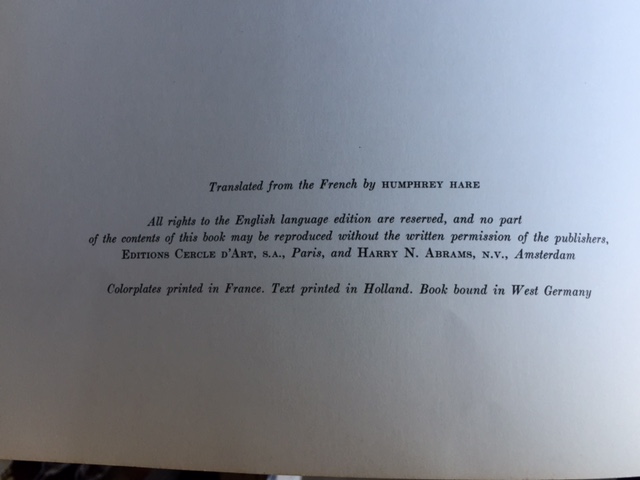 Translated from the French by HUMPHREY HARE
All rights to the English language edition are reserved, and no part
of the contents of this book may be reproduced without the written permission of the publishers,
EDITIONS CERCLE D'ART, S.A., Paris, and HARRY N. ABRAMS, N.V., Amsterdam
Colorplates printed in France. Text printed in Holland. Book bound in West Germany